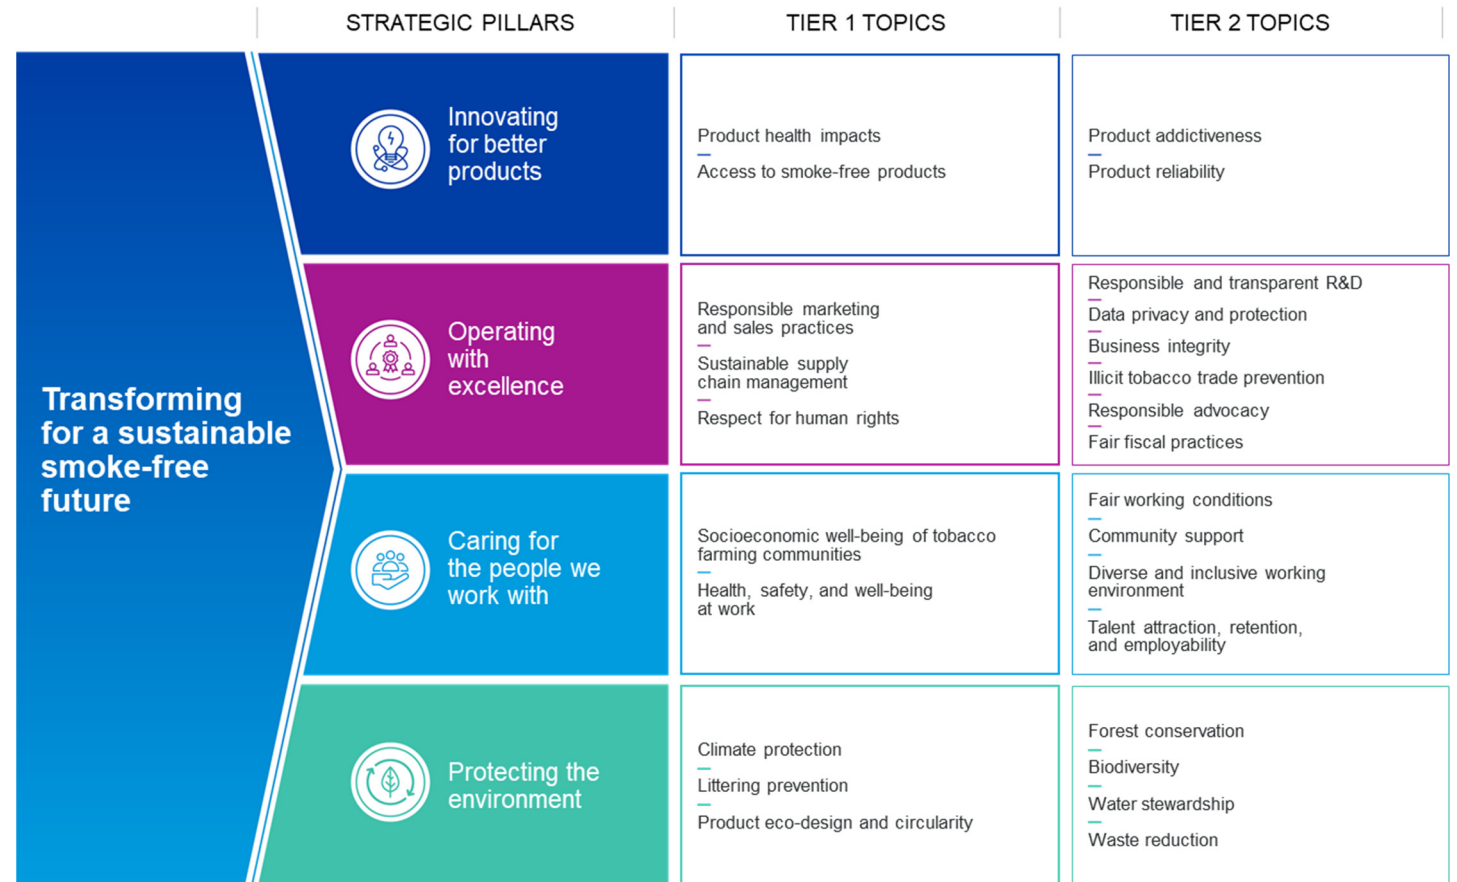 STRATEGIC PILLARS
TIER 1 TOPICS
TIER 2 TOPICS
Transforming
for a sustainable
smoke-free
future
Innovating
for better
products
Product health impacts
Access to smoke-free products
Product addictiveness
Product reliability
Operating
with
excellence
Responsible marketing
and sales practices
Sustainable supply
chain management
Respect for human rights
Responsible and transparent R&D
Data privacy and protection
Business integrity
Illicit tobacco trade prevention
Responsible advocacy
Fair fiscal practices
Caring for
the people we
work with
Socioeconomic well-being of tobacco
farming communities
Health, safety, and well-being
at work
Fair working conditions
Community support
Diverse and inclusive working
environment
Talent attraction, retention,
and employability
Protecting the
environment
Climate protection
Littering prevention
Product eco-design and circularity
Forest conservation
Biodiversity
Water stewardship
Waste reduction